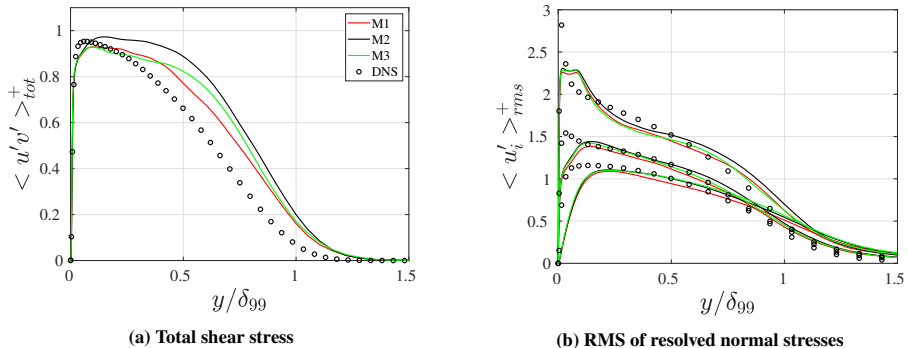 1
0.8
0.6
0.4
0.2
0
0
0.5
1
1.5
< u'v' >⁺tot
y/δ99
M1
M2
M3
DNS
(a) Total shear stress
3
2.5
2
1.5
1
0.5
0
0
0.5
1
1.5
< u'i >⁺rms
y/δ99
(b) RMS of resolved normal stresses